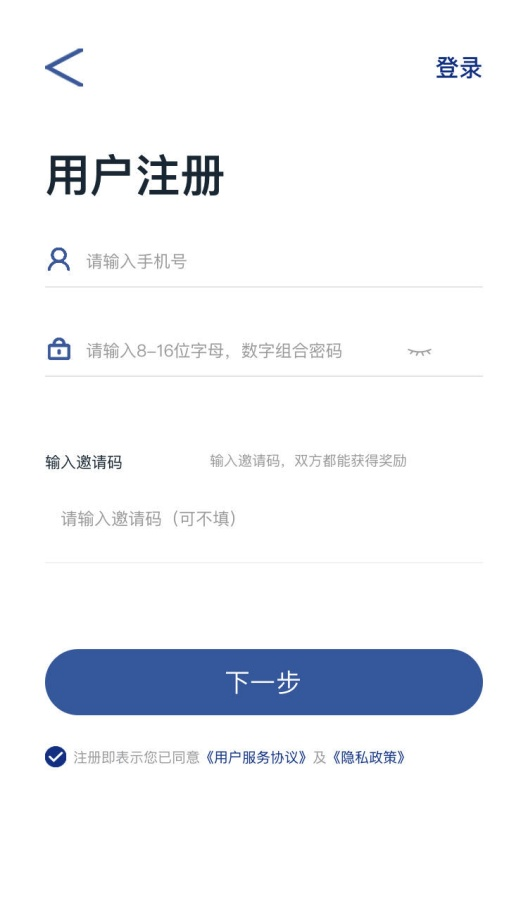 登录
用户注册
请输入手机号
请输入8-16位字母，数字组合密码
输入邀请码 输入邀请码，双方都能获得奖励
请输入邀请码（可不填）
下一步
注册即表示您已同意《用户服务协议》及《隐私政策》